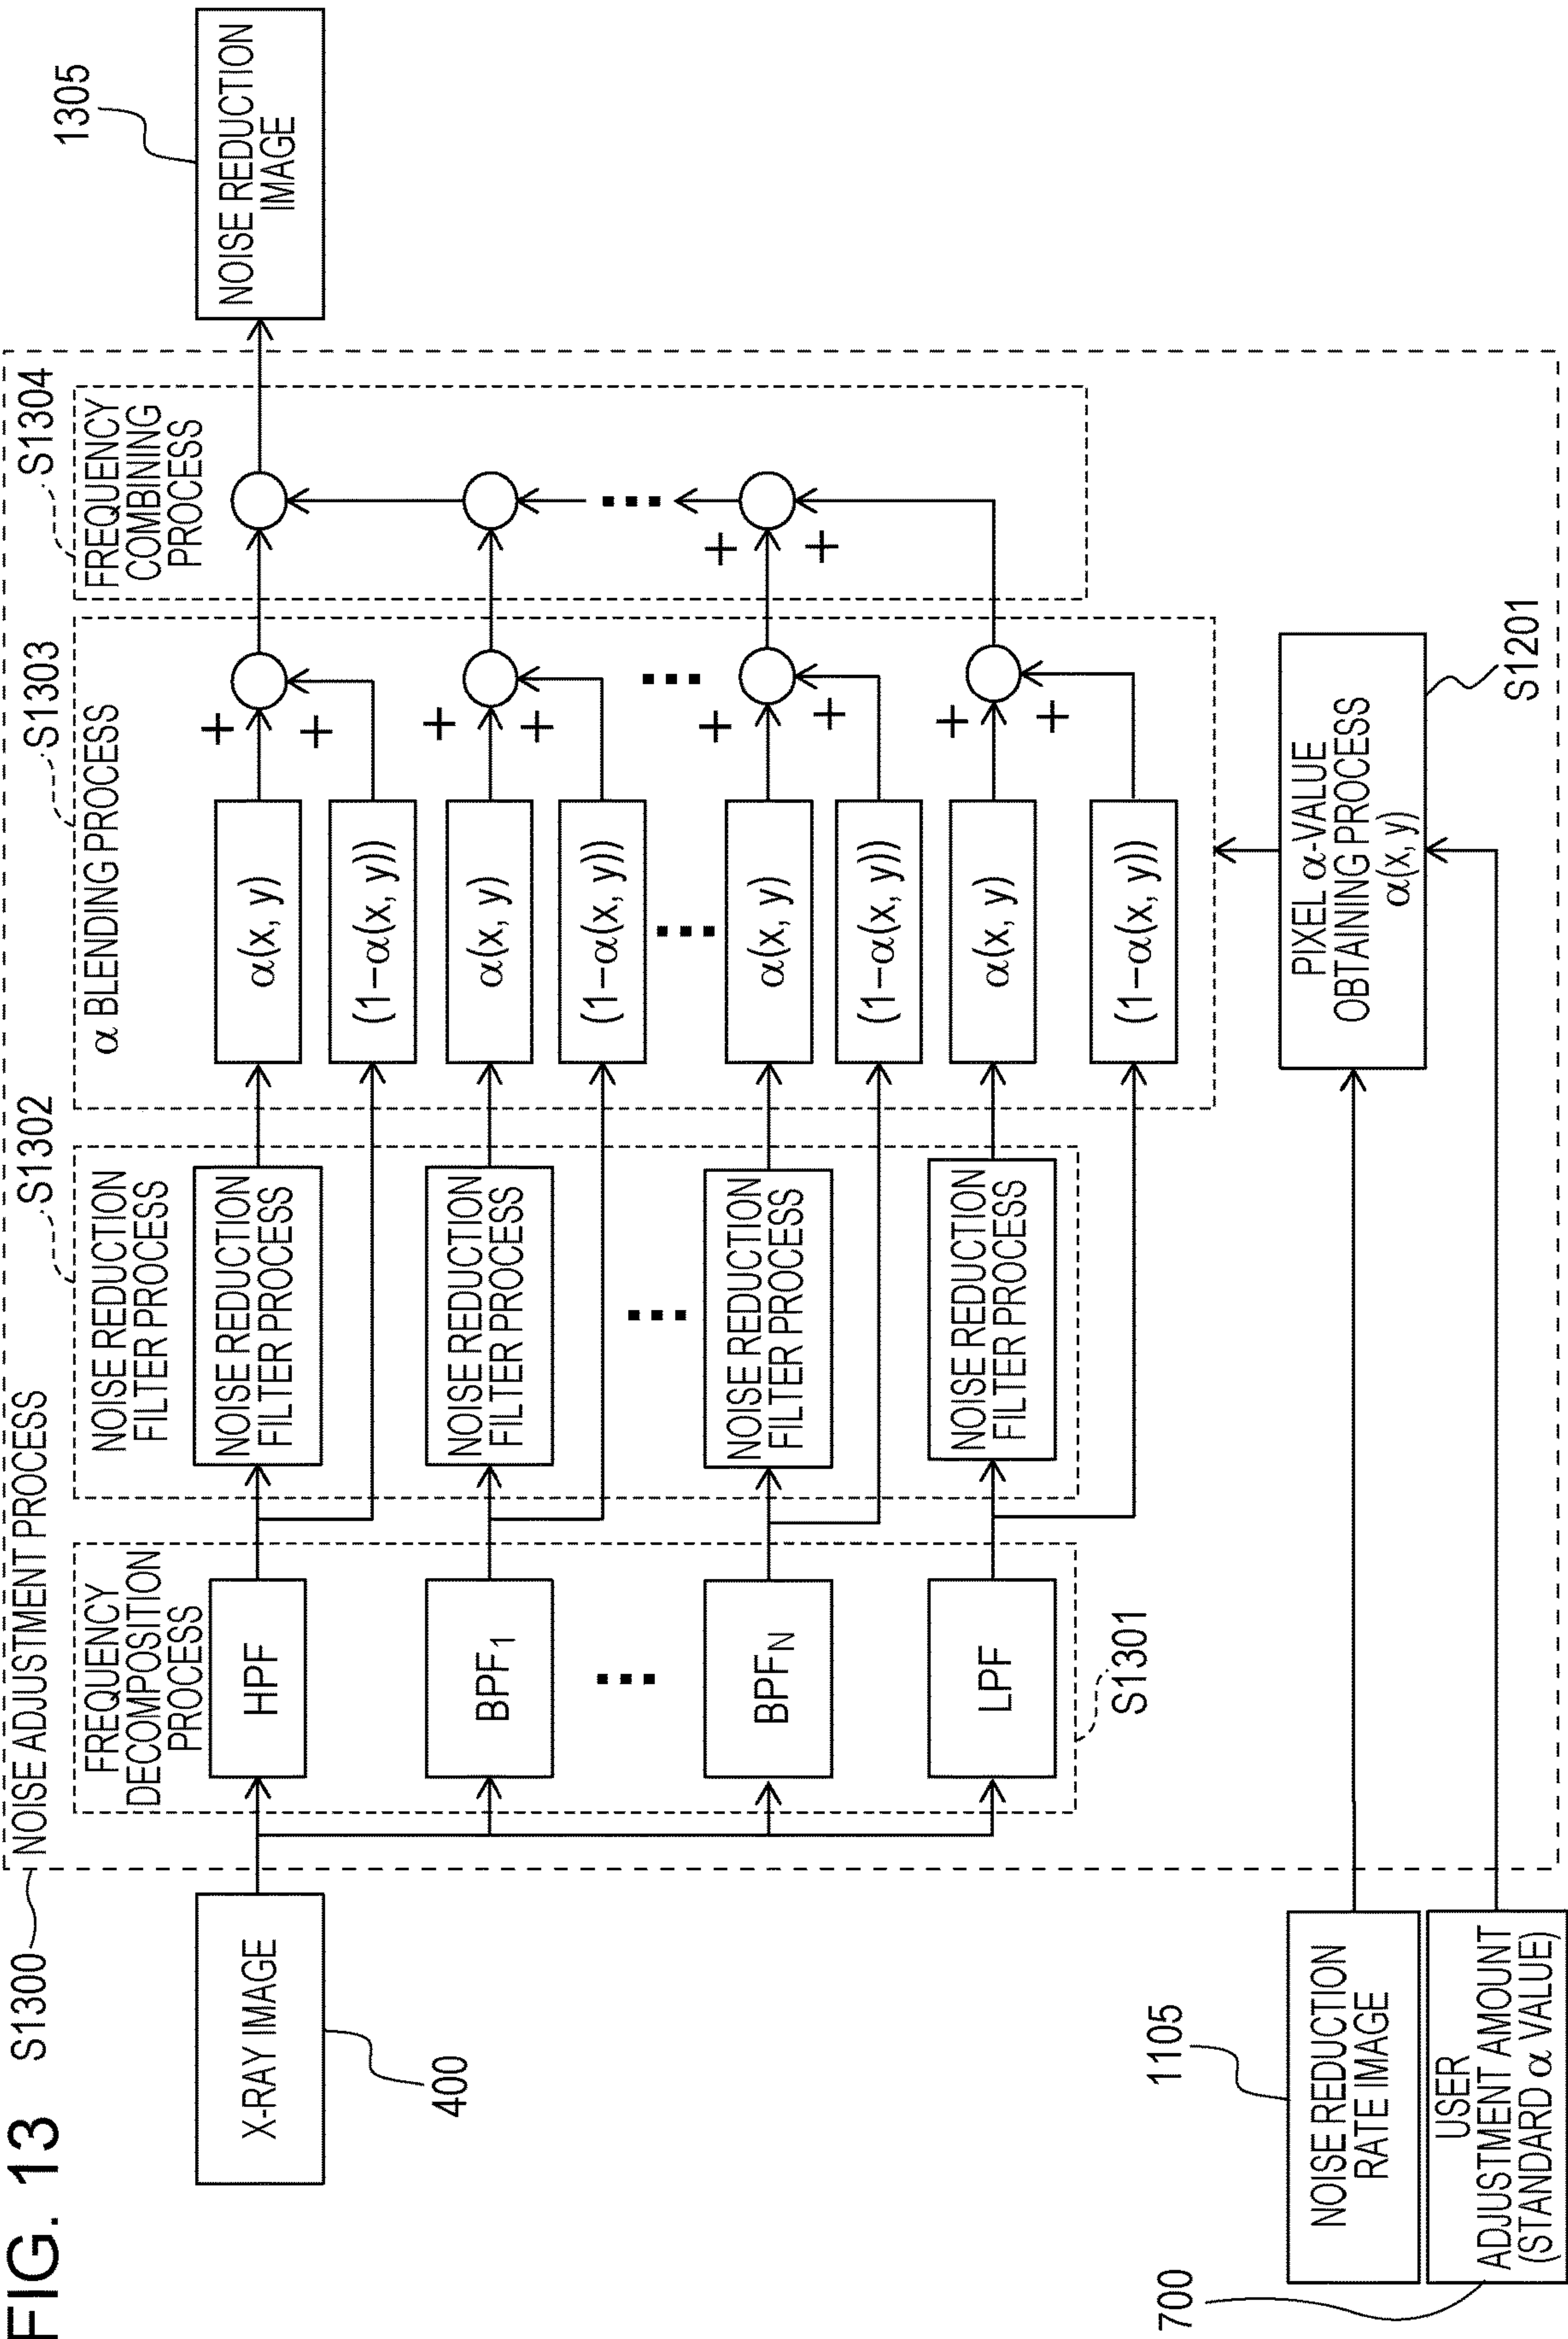 FIG. 13
S1300
NOISE ADJUSTMENT PROCESS
X-RAY IMAGE
400
FREQUENCY
DECOMPOSITION
PROCESS
HPF
BPF1
...
BPFN
LPF
S1301
S1302
NOISE REDUCTION
FILTER PROCESS
NOISE REDUCTION
FILTER PROCESS
NOISE REDUCTION
FILTER PROCESS
...
NOISE REDUCTION
FILTER PROCESS
NOISE REDUCTION
FILTER PROCESS
S1303
α BLENDING PROCESS
α(x, y)
(1−α(x, y))
α(x, y)
(1−α(x, y))
...
α(x, y)
(1−α(x, y))
α(x, y)
(1−α(x, y))
+
+
+
+
...
+
+
+
+
S1304
FREQUENCY
COMBINING
PROCESS
...
+
+
1305
NOISE REDUCTION
IMAGE
1105
NOISE REDUCTION
RATE IMAGE
700
USER
ADJUSTMENT AMOUNT
(STANDARD α VALUE)
PIXEL α-VALUE
OBTAINING PROCESS
α(x, y)
S1201